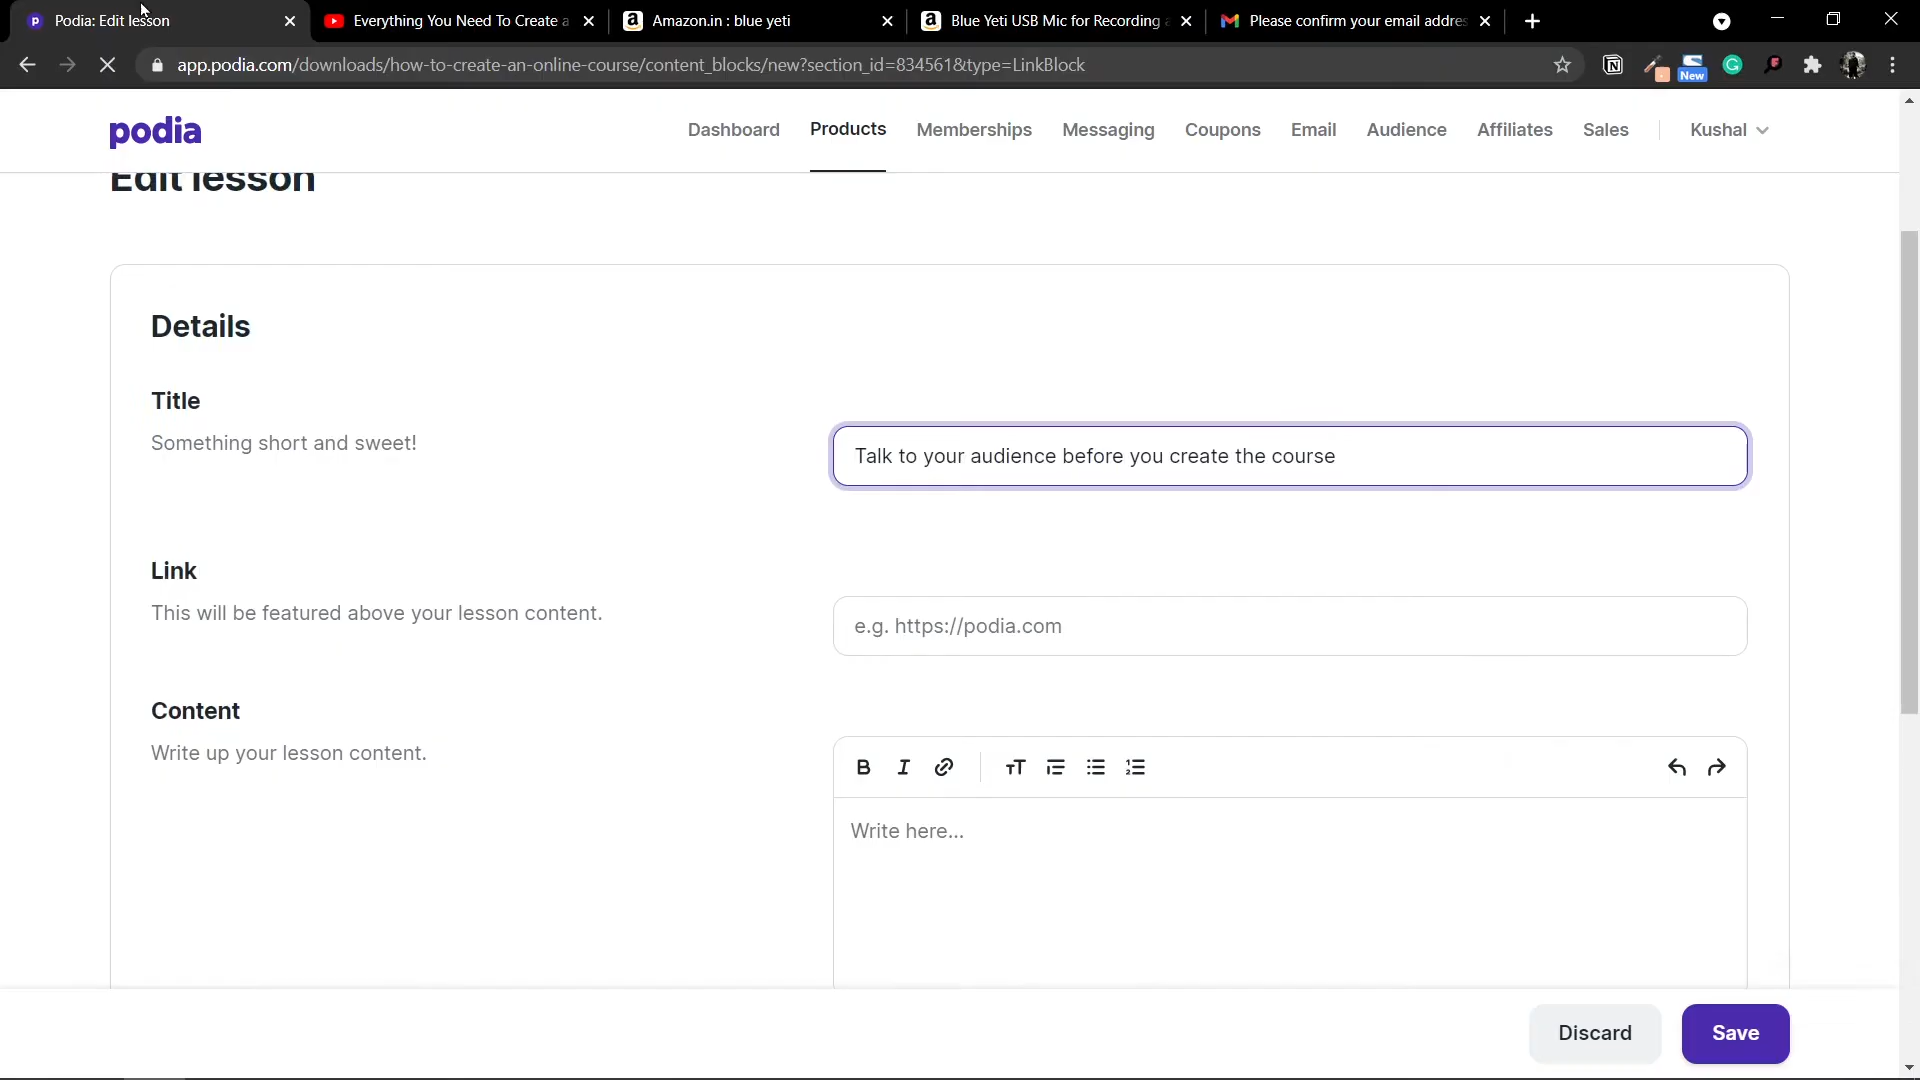 Podia: Edit lesson
Everything You Need To Create a
Amazon.in : blue yeti
Blue Yeti USB Mic for Recording a
Please confirm your email addres
app.podia.com/downloads/how-to-create-an-online-course/content_blocks/new?section_id=834561&type=LinkBlock
New
podia
Dashboard
Products
Memberships
Messaging
Coupons
Email
Audience
Affiliates
Sales
Kushal
Edit lesson
Details
Title
Something short and sweet!
Talk to your audience before you create the course
Link
This will be featured above your lesson content.
e.g. https://podia.com
Content
Write up your lesson content.
Write here...
Discard
Save